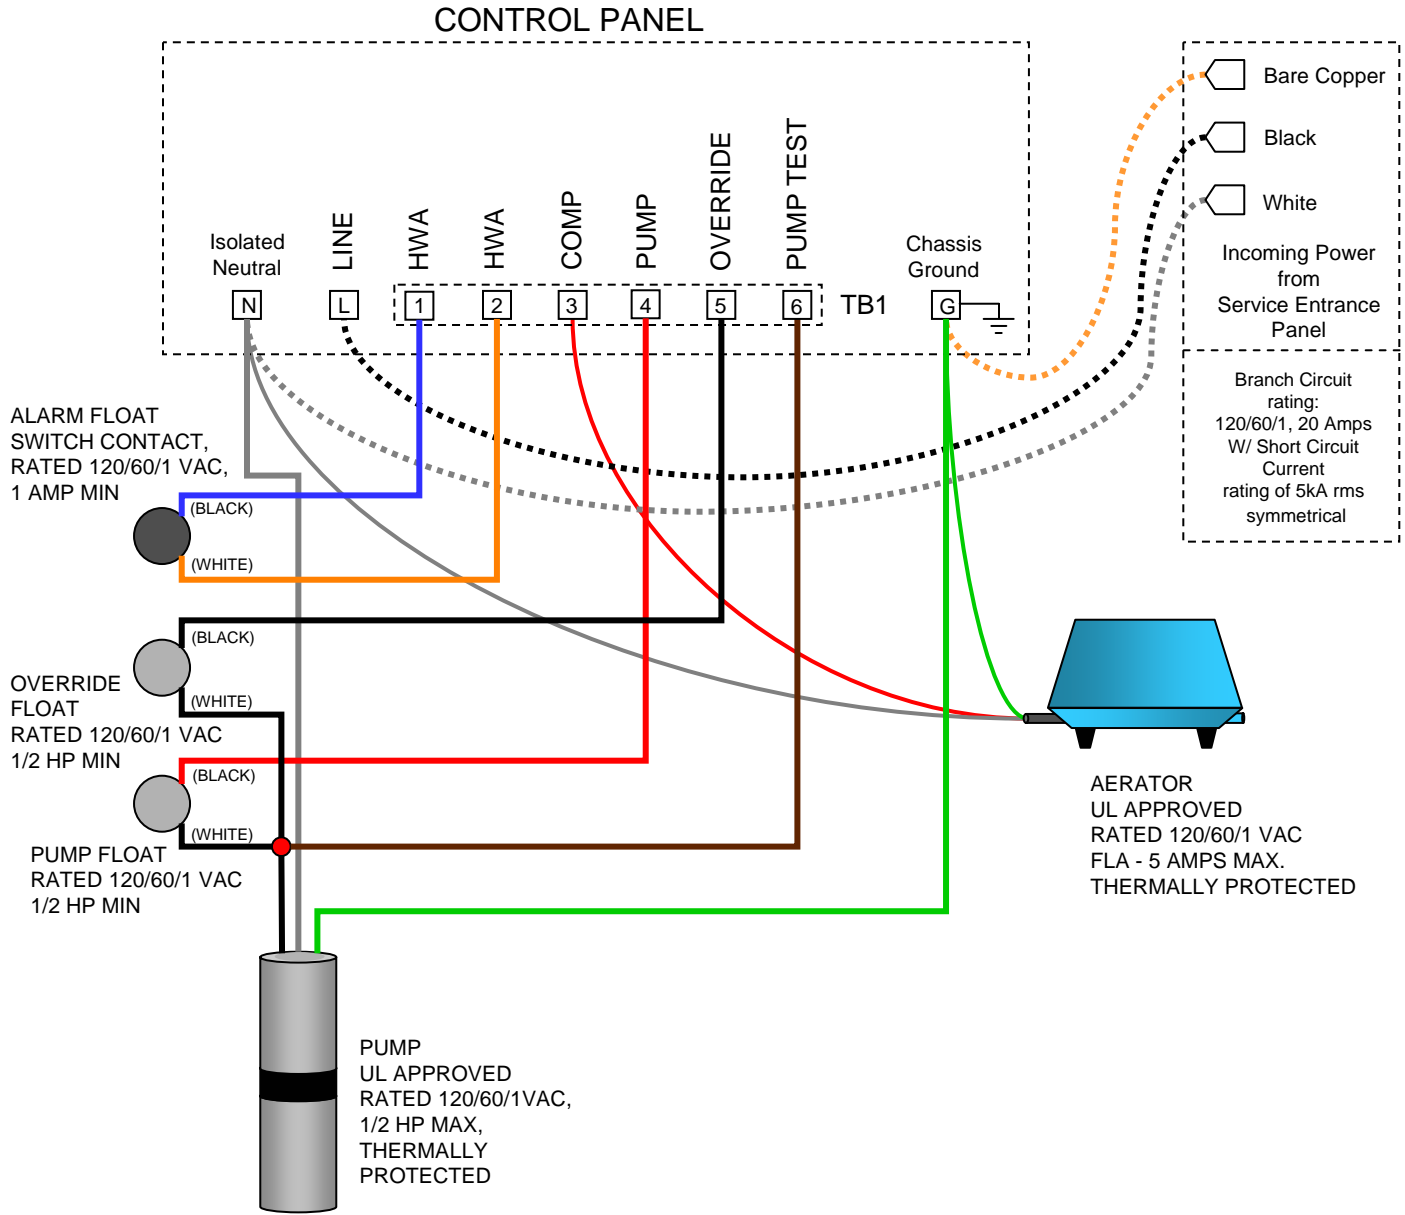 CONTROL PANEL
Bare Copper
Black
White
Incoming Power
from
Service Entrance
Panel
Branch Circuit
rating:
120/60/1, 20 Amps
W/ Short Circuit
Current
rating of 5kA rms
symmetrical
Isolated
Neutral
LINE
HWA
HWA
COMP
PUMP
OVERRIDE
PUMP TEST
Chassis
Ground
N
L
1
2
3
4
5
6
TB1
G
ALARM FLOAT
SWITCH CONTACT,
RATED 120/60/1 VAC,
1 AMP MIN
(BLACK)
(WHITE)
(BLACK)
(WHITE)
OVERRIDE
FLOAT
RATED 120/60/1 VAC
1/2 HP MIN
(BLACK)
(WHITE)
PUMP FLOAT
RATED 120/60/1 VAC
1/2 HP MIN
AERATOR
UL APPROVED
RATED 120/60/1 VAC
FLA - 5 AMPS MAX.
THERMALLY PROTECTED
PUMP
UL APPROVED
RATED 120/60/1VAC,
1/2 HP MAX,
THERMALLY
PROTECTED